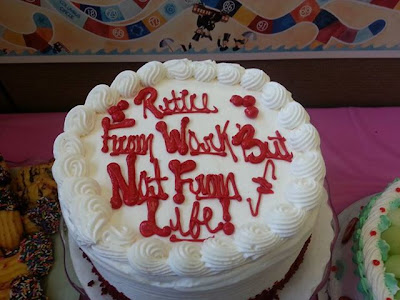 Retire
From Work But
Not From
Life!